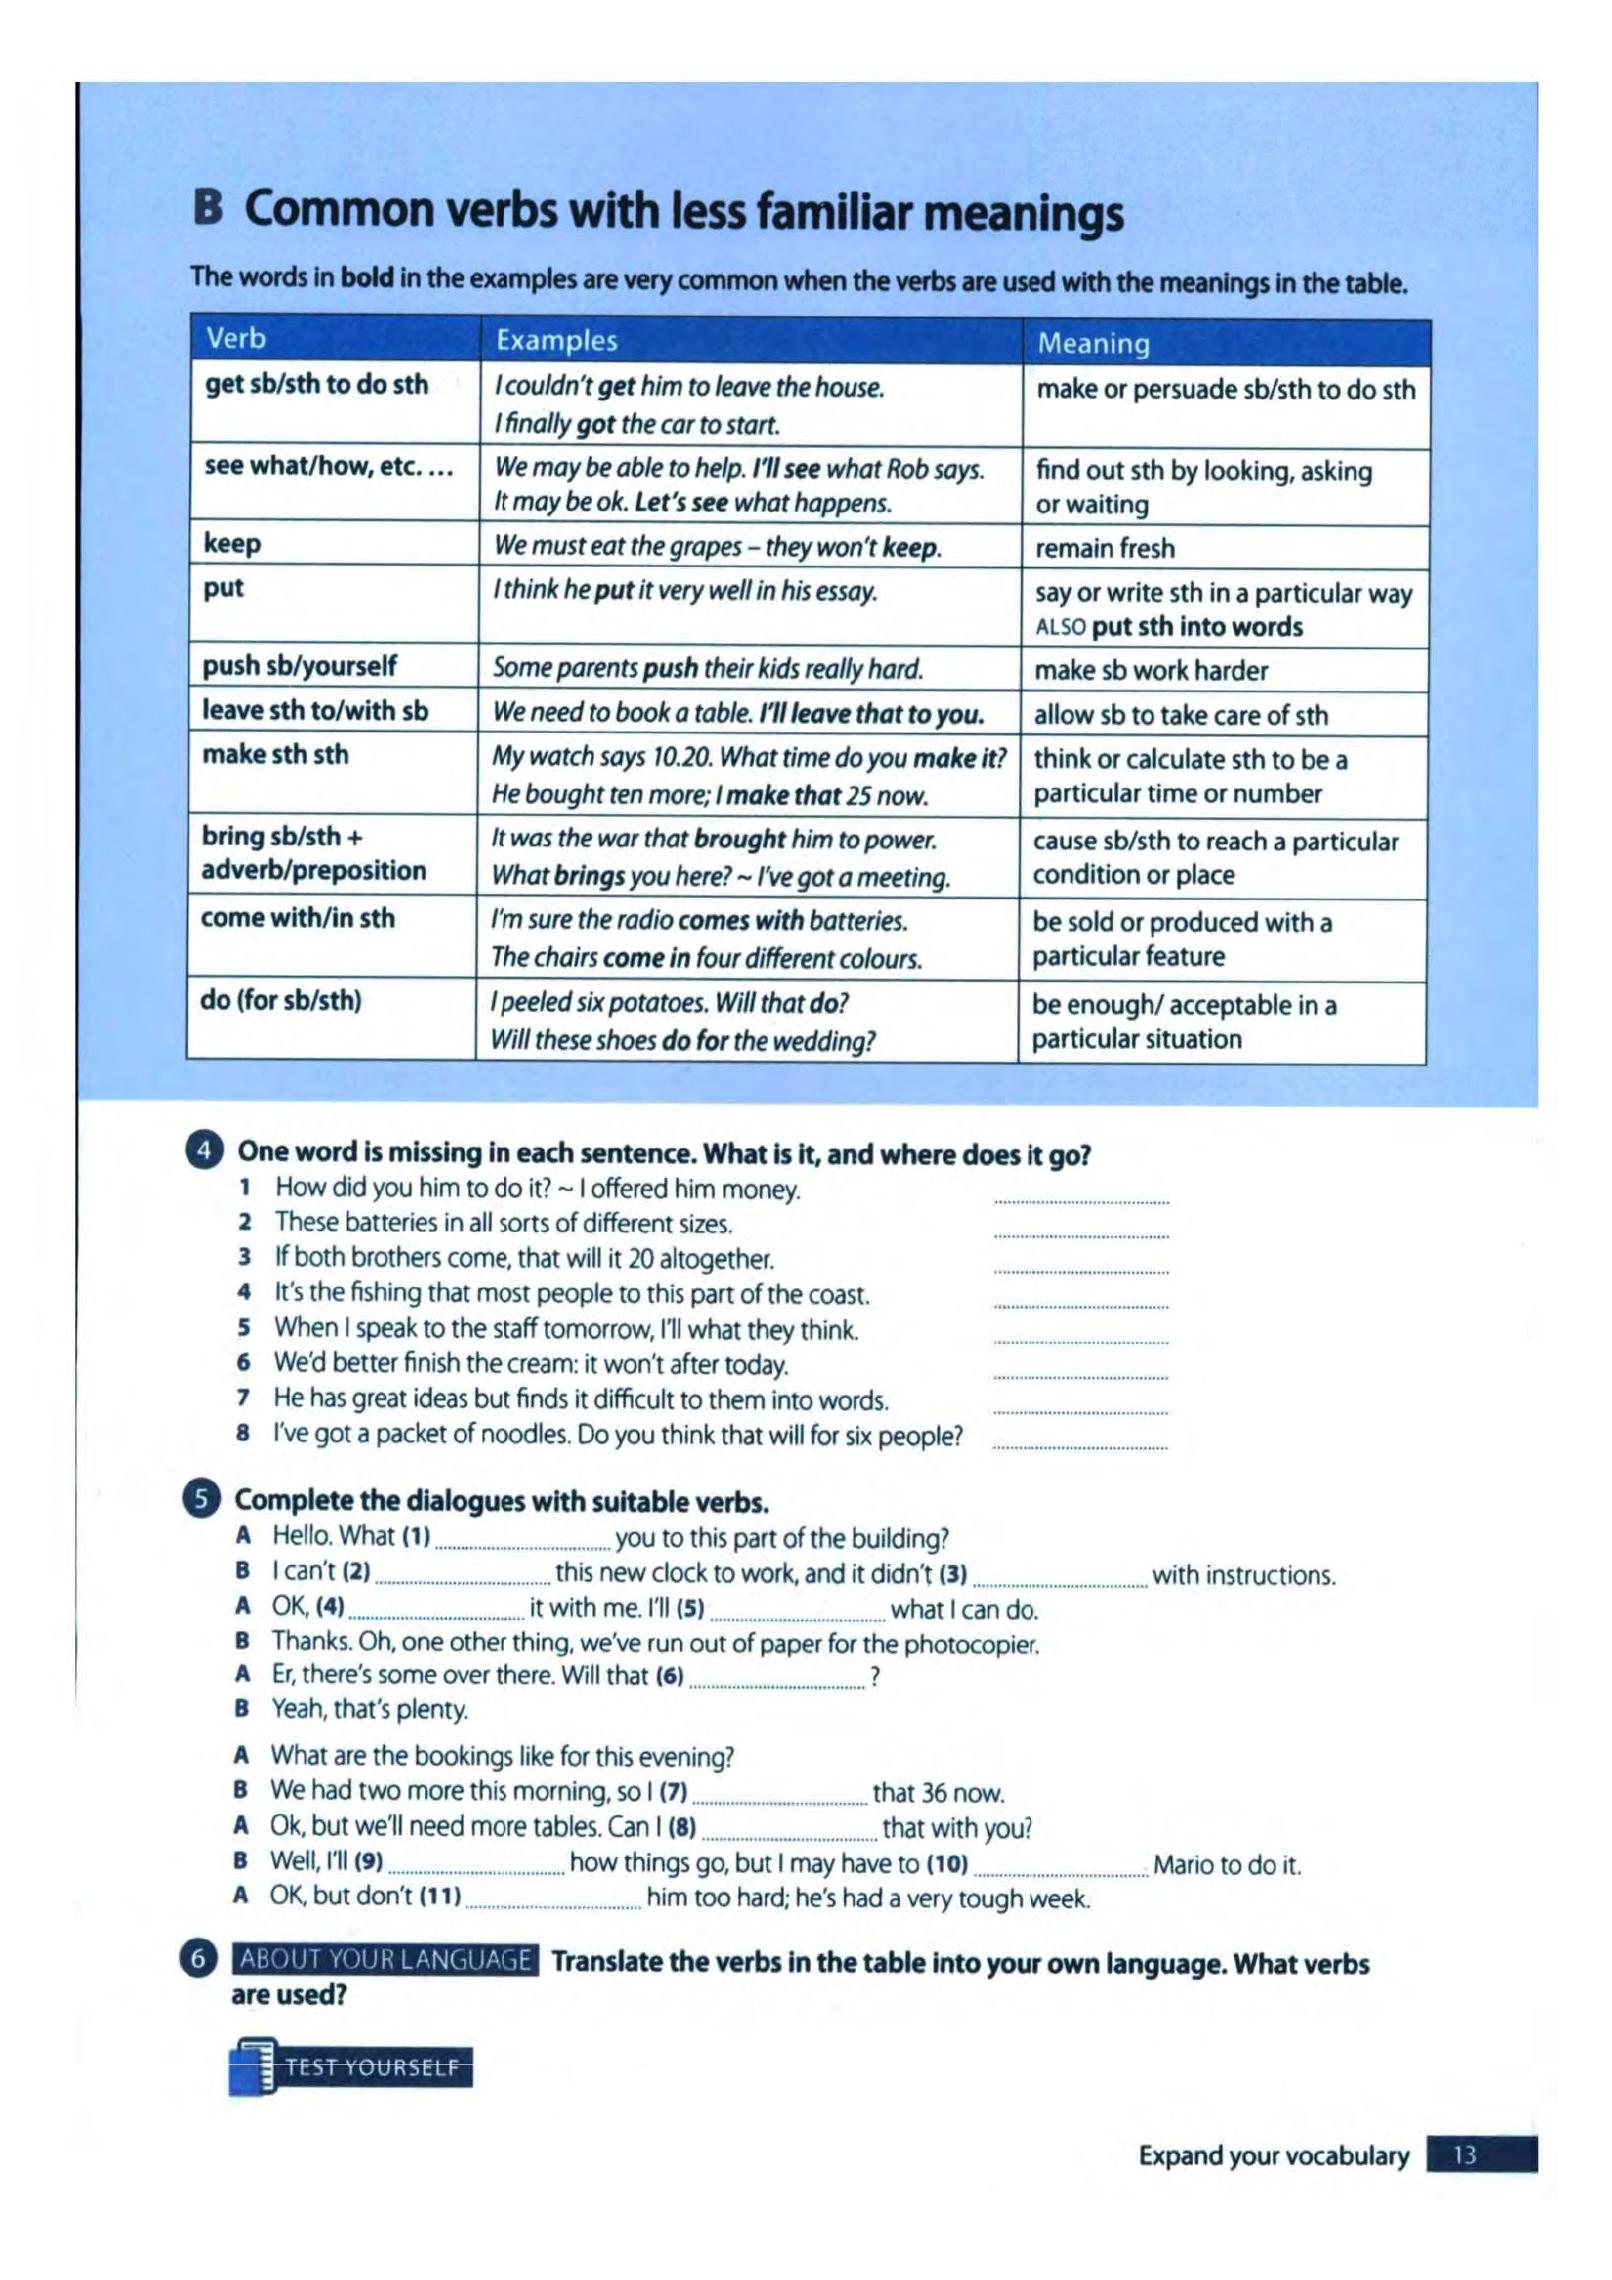 B Common verbs with less familiar meanings
The words in bold in the examples are very common when the verbs are used with the meanings in the table.
Verb Examples Meaning
get sb/sth to do sth I couldn't get him to leave the house. make or persuade sb/sth to do sth
I finally got the car to start.
see what/how, etc. ... We may be able to help. I'll see what Rob says. find out sth by looking, asking
It may be ok. Let's see what happens. or waiting
keep We must eat the grapes – they won't keep. remain fresh
put I think he put it very well in his essay. say or write sth in a particular way
ALSO put sth into words
push sb/yourself Some parents push their kids really hard. make sb work harder
leave sth to/with sb We need to book a table. I'll leave that to you. allow sb to take care of sth
make sth sth My watch says 10.20. What time do you make it? think or calculate sth to be a
He bought ten more; I make that 25 now. particular time or number
bring sb/sth + It was the war that brought him to power. cause sb/sth to reach a particular
adverb/preposition What brings you here? ~ I've got a meeting. condition or place
come with/in sth I'm sure the radio comes with batteries. be sold or produced with a
The chairs come in four different colours. particular feature
do (for sb/sth) I peeled six potatoes. Will that do? be enough/ acceptable in a
Will these shoes do for the wedding? particular situation
4 One word is missing in each sentence. What is it, and where does it go?
1 How did you him to do it? ~ I offered him money. ..............................
2 These batteries in all sorts of different sizes. ..............................
3 If both brothers come, that will it 20 altogether. ..............................
4 It's the fishing that most people to this part of the coast. ..............................
5 When I speak to the staff tomorrow, I'll what they think. ..............................
6 We'd better finish the cream: it won't after today. ..............................
7 He has great ideas but finds it difficult to them into words. ..............................
8 I've got a packet of noodles. Do you think that will for six people? ..............................
5 Complete the dialogues with suitable verbs.
A Hello. What (1) .............................. you to this part of the building?
B I can't (2) .............................. this new clock to work, and it didn't (3) .............................. with instructions.
A OK, (4) .............................. it with me. I'll (5) .............................. what I can do.
B Thanks. Oh, one other thing, we've run out of paper for the photocopier.
A Er, there's some over there. Will that (6) .............................. ?
B Yeah, that's plenty.
A What are the bookings like for this evening?
B We had two more this morning, so I (7) .............................. that 36 now.
A Ok, but we'll need more tables. Can I (8) .............................. that with you?
B Well, I'll (9) .............................. how things go, but I may have to (10) .............................. Mario to do it.
A OK, but don't (11) .............................. him too hard; he's had a very tough week.
6 ABOUT YOUR LANGUAGE Translate the verbs in the table into your own language. What verbs
are used?
TEST YOURSELF
Expand your vocabulary 13